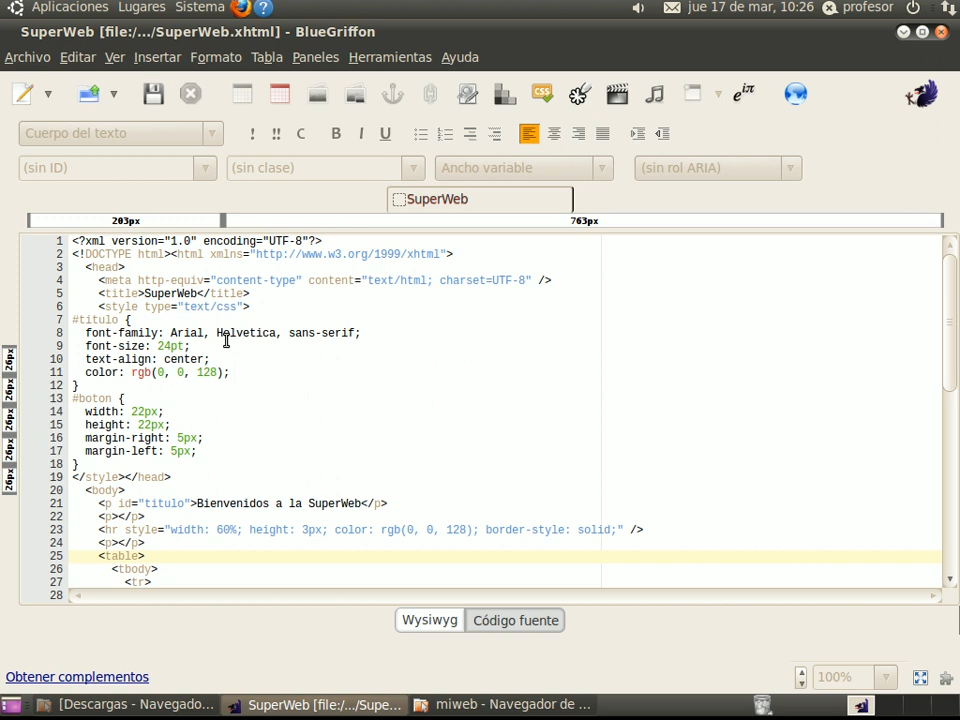 Aplicaciones Lugares Sistema ? jue 17 de mar, 10:26 profesor
SuperWeb [file:/.../SuperWeb.xhtml] - BlueGriffon
Archivo Editar Ver Insertar Formato Tabla Paneles Herramientas Ayuda
CSS e^iπ
Cuerpo del texto ! !! C B I U
(sin ID) (sin clase) Ancho variable (sin rol ARIA)
SuperWeb
203px 763px
1 <?xml version="1.0" encoding="UTF-8"?>
2 <!DOCTYPE html><html xmlns="http://www.w3.org/1999/xhtml">
3 <head>
4 <meta http-equiv="content-type" content="text/html; charset=UTF-8" />
5 <title>SuperWeb</title>
6 <style type="text/css">
7 #titulo {
8 font-family: Arial, Helvetica, sans-serif;
9 font-size: 24pt;
10 text-align: center;
11 color: rgb(0, 0, 128);
12 }
13 #boton {
14 width: 22px;
15 height: 22px;
16 margin-right: 5px;
17 margin-left: 5px;
18 }
19 </style></head>
20 <body>
21 <p id="titulo">Bienvenidos a la SuperWeb</p>
22 <p></p>
23 <hr style="width: 60%; height: 3px; color: rgb(0, 0, 128); border-style: solid;" />
24 <p></p>
25 <table>
26 <tbody>
27 <tr>
28
26px
26px
26px
26px
26px
Wysiwyg Código fuente
Obtener complementos 100%
[Descargas - Navegado... SuperWeb [file:/.../Supe... miweb - Navegador de ...